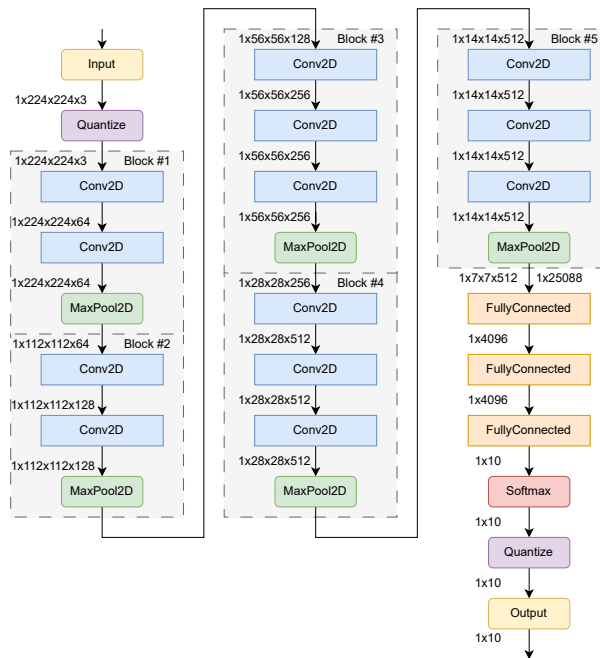 Input
1x224x224x3
Quantize
1x224x224x3
Block #1
Conv2D
1x224x224x64
Conv2D
1x224x224x64
MaxPool2D
1x112x112x64
Block #2
Conv2D
1x112x112x128
Conv2D
1x112x112x128
MaxPool2D
1x56x56x128
Block #3
Conv2D
1x56x56x256
Conv2D
1x56x56x256
Conv2D
1x56x56x256
MaxPool2D
1x28x28x256
Block #4
Conv2D
1x28x28x512
Conv2D
1x28x28x512
Conv2D
1x28x28x512
MaxPool2D
1x14x14x512
Block #5
Conv2D
1x14x14x512
Conv2D
1x14x14x512
Conv2D
1x14x14x512
MaxPool2D
1x7x7x512
1x25088
FullyConnected
1x4096
FullyConnected
1x4096
FullyConnected
1x10
Softmax
1x10
Quantize
1x10
Output
1x10